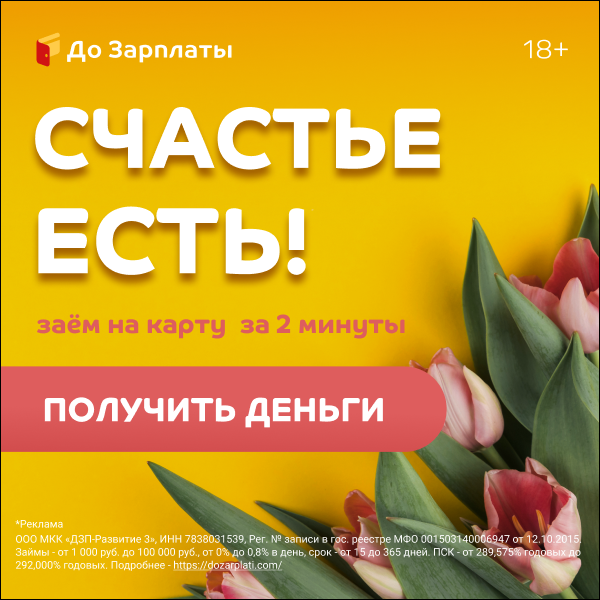 До Зарплаты
18+
СЧАСТЬЕ
ЕСТЬ!
заём на карту за 2 минуты
ПОЛУЧИТЬ ДЕНЬГИ
*Реклама
ООО МКК «ДЗП-Развитие 3», ИНН 7838031539, Рег. № записи в гос. реестре МФО 001503140006947 от 12.10.2015.
Займы - от 1 000 руб. до 100 000 руб., от 0% до 0,8% в день, срок - от 15 до 365 дней. ПСК - от 289,575% годовых до
292,000% годовых. Подробнее - https://dozarplati.com/